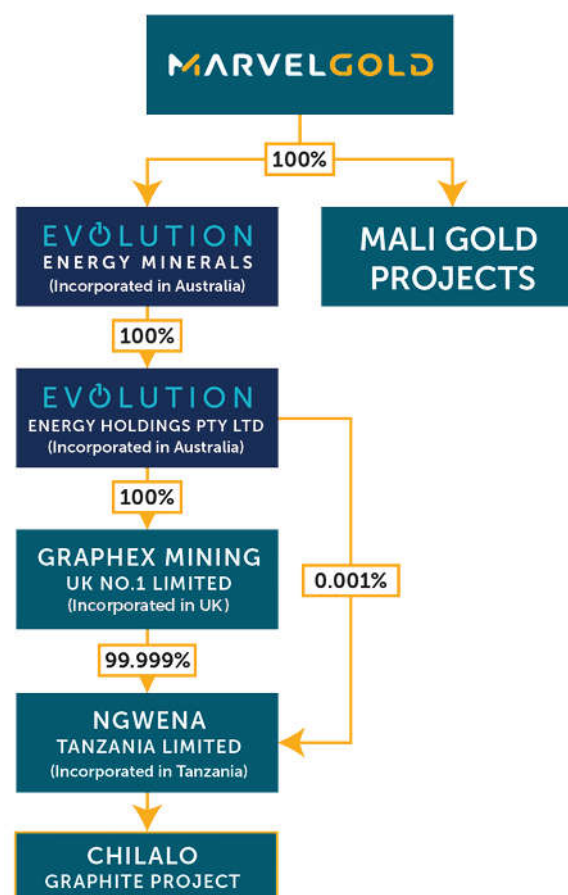 MARVELGOLD
100%
EVOLUTION
ENERGY MINERALS
(Incorporated in Australia)
MALI GOLD
PROJECTS
100%
EVOLUTION
ENERGY HOLDINGS PTY LTD
(Incorporated in Australia)
100%
GRAPHEX MINING
UK NO.1 LIMITED
(Incorporated in UK)
0.001%
99.999%
NGWENA
TANZANIA LIMITED
(Incorporated in Tanzania)
CHILALO
GRAPHITE PROJECT